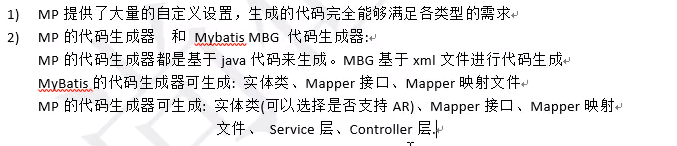 1) MP 提供了大量的自定义设置，生成的代码完全能够满足各类型的需求
2) MP 的代码生成器 和 Mybatis MBG 代码生成器:
MP 的代码生成器都是基于 java 代码来生成。MBG 基于 xml 文件进行代码生成
MyBatis 的代码生成器可生成: 实体类、Mapper 接口、Mapper 映射文件
MP 的代码生成器可生成: 实体类(可以选择是否支持 AR)、Mapper 接口、Mapper 映射
文件、 Service 层、Controller 层.